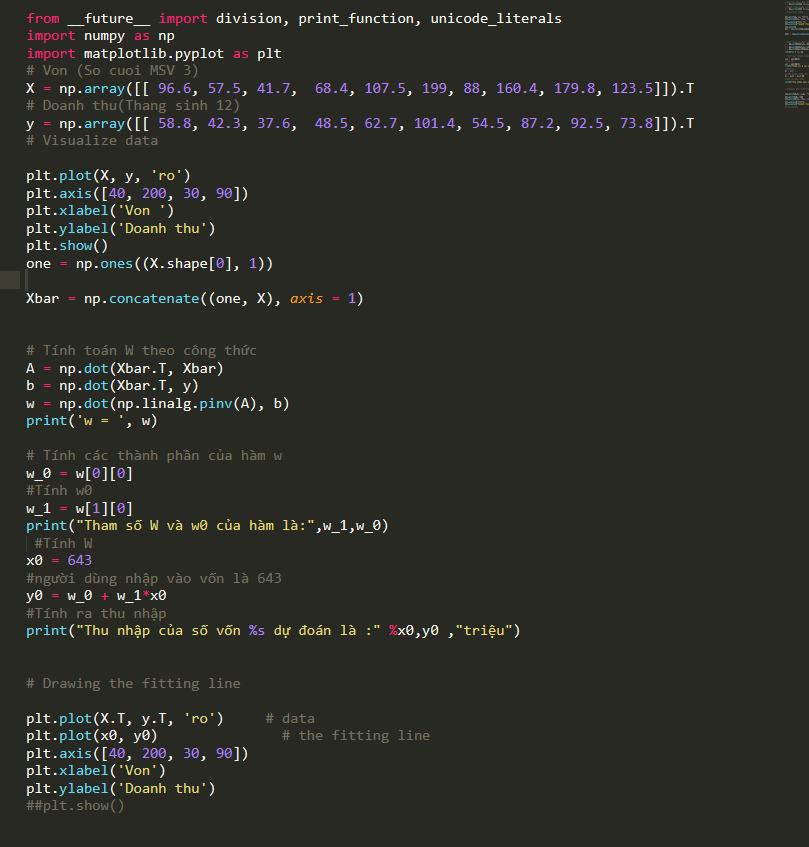 from __future__ import division, print_function, unicode_literals
import numpy as np
import matplotlib.pyplot as plt
# Von (So cuoi MSV 3)
X = np.array([[ 96.6, 57.5, 41.7,  68.4, 107.5, 199, 88, 160.4, 179.8, 123.5]]).T
# Doanh thu(Thang sinh 12)
y = np.array([[ 58.8, 42.3, 37.6,  48.5, 62.7, 101.4, 54.5, 87.2, 92.5, 73.8]]).T
# Visualize data
plt.plot(X, y, 'ro')
plt.axis([40, 200, 30, 90])
plt.xlabel('Von ')
plt.ylabel('Doanh thu')
plt.show()
one = np.ones((X.shape[0], 1))
Xbar = np.concatenate((one, X), axis = 1)
# Tính toán W theo công thức
A = np.dot(Xbar.T, Xbar)
b = np.dot(Xbar.T, y)
w = np.dot(np.linalg.pinv(A), b)
print('w = ', w)
# Tính các thành phần của hàm w
w_0 = w[0][0]
#Tính w0
w_1 = w[1][0]
print("Tham số W và w0 của hàm là:",w_1,w_0)
#Tính W
x0 = 643
#người dùng nhập vào vốn là 643
y0 = w_0 + w_1*x0
#Tính ra thu nhập
print("Thu nhập của số vốn %s dự đoán là :" %x0,y0 ,"triệu")
# Drawing the fitting line
plt.plot(X.T, y.T, 'ro')     # data
plt.plot(x0, y0)               # the fitting line
plt.axis([40, 200, 30, 90])
plt.xlabel('Von')
plt.ylabel('Doanh thu')
##plt.show()